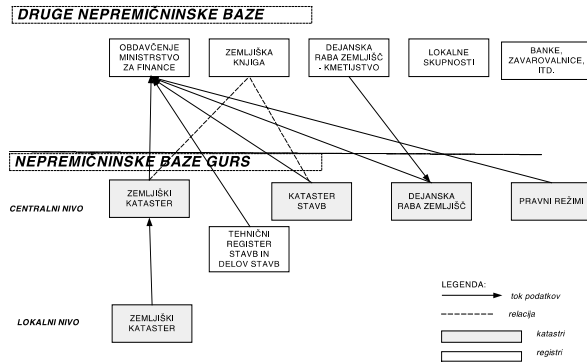 DRUGE NEPREMIČNINSKE BAZE
OBDAVČENJE
MINISTRSTVO
ZA FINANCE
ZEMLJIŠKA
KNJIGA
DEJANSKA
RABA ZEMLJIŠČ
- KMETIJSTVO
LOKALNE
SKUPNOSTI
BANKE,
ZAVAROVALNICE,
ITD.
NEPREMIČNINSKE BAZE GURS
CENTRALNI NIVO
ZEMLJIŠKI
KATASTER
KATASTER
STAVB
DEJANSKA
RABA ZEMLJIŠČ
PRAVNI REŽIMI
TEHNIČNI
REGISTER
STAVB IN
DELOV STAVB
LOKALNI NIVO
ZEMLJIŠKI
KATASTER
LEGENDA:
tok podatkov
relacija
katastri
registri